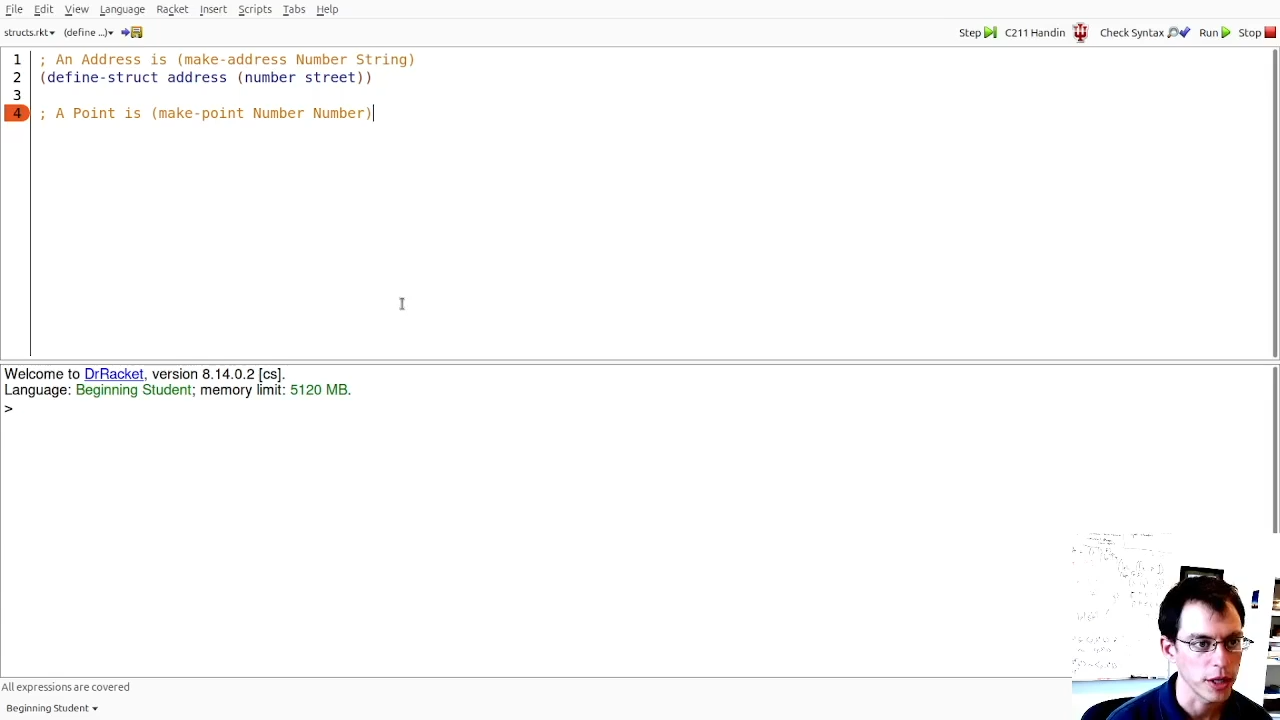 File Edit View Language Racket Insert Scripts Tabs Help
structs.rkt (define ...) Step C211 Handin Check Syntax Run Stop
1 ; An Address is (make-address Number String)
2 (define-struct address (number street))
3
4 ; A Point is (make-point Number Number)
Welcome to DrRacket, version 8.14.0.2 [cs].
Language: Beginning Student; memory limit: 5120 MB.
>
All expressions are covered
Beginning Student